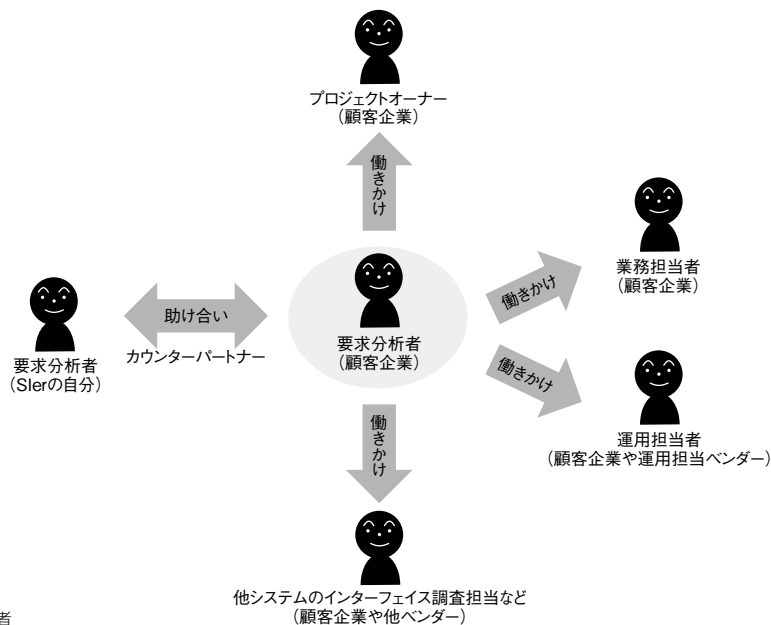 プロジェクトオーナー
（顧客企業）
働きかけ
業務担当者
（顧客企業）
働きかけ
助け合い
カウンターパートナー
要求分析者
（SIerの自分）
要求分析者
（顧客企業）
働きかけ
運用担当者
（顧客企業や運用担当ベンダー）
働きかけ
他システムのインターフェイス調査担当など
（顧客企業や他ベンダー）
者